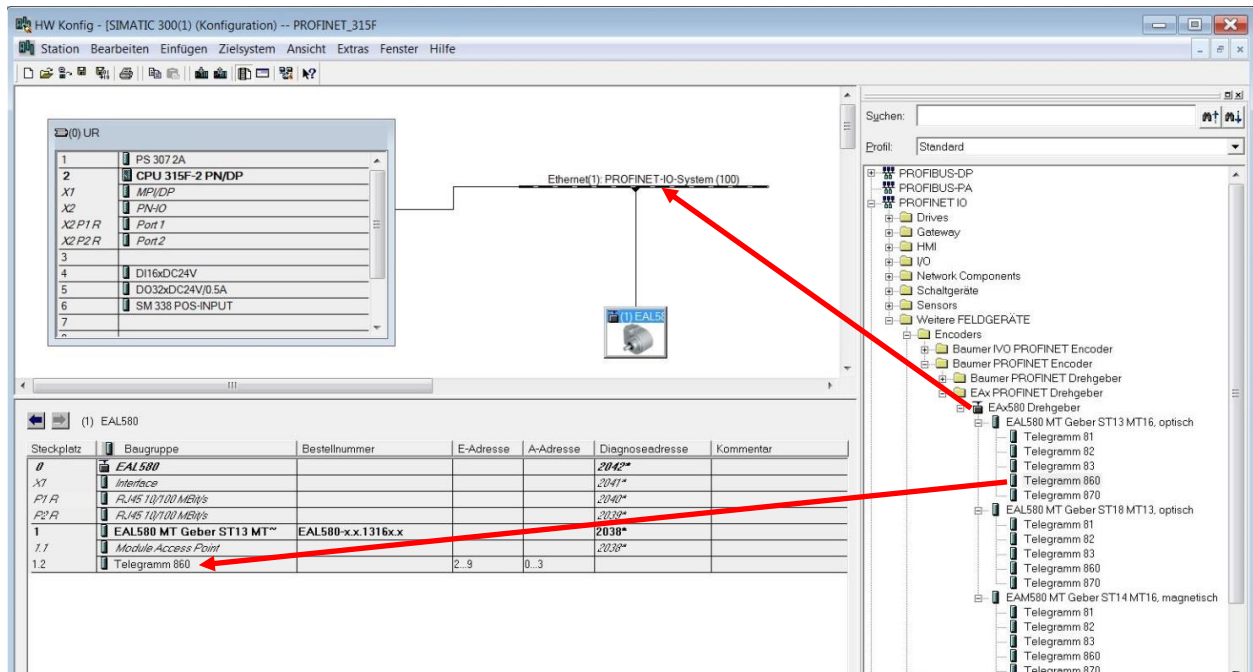 HW Konfig - [SIMATIC 300(1) (Konfiguration) -- PROFINET_315F
Station Bearbeiten Einfügen Zielsystem Ansicht Extras Fenster Hilfe
(0) UR
1 PS 307 2A
2 CPU 315F-2 PN/DP
X1 MPI/DP
X2 PN-IO
X2 P1 R Port 1
X2 P2 R Port 2
3
4 DI16xDC24V
5 DO32xDC24V/0.5A
6 SM 338 POS-INPUT
7
Ethernet(1): PROFINET-IO-System (100)
(1) EAL58
(1) EAL580
Steckplatz Baugruppe Bestellnummer E-Adresse A-Adresse Diagnoseadresse Kommentar
0 EAL580 2042*
X1 Interface 2041*
P1 R RJ45 10/100 MBit/s 2040*
P2 R RJ45 10/100 MBit/s 2039*
1 EAL580 MT Geber ST13 MT~ EAL580-x.x.1316x.x 2038*
1.1 Module Access Point 2038*
1.2 Telegramm 860 2...9 0...3
Suchen:
Profil: Standard
PROFIBUS-DP
PROFIBUS-PA
PROFINET IO
Drives
Gateway
HMI
I/O
Network Components
Schaltgeräte
Sensors
Weitere FELDGERÄTE
Encoders
Baumer IVO PROFINET Encoder
Baumer PROFINET Encoder
Baumer PROFINET Drehgeber
EAx PROFINET Drehgeber
EAx580 Drehgeber
EAL580 MT Geber ST13 MT16, optisch
Telegramm 81
Telegramm 82
Telegramm 83
Telegramm 860
Telegramm 870
EAL580 MT Geber ST18 MT13, optisch
Telegramm 81
Telegramm 82
Telegramm 83
Telegramm 860
Telegramm 870
EAM580 MT Geber ST14 MT16, magnetisch
Telegramm 81
Telegramm 82
Telegramm 83
Telegramm 860
Telegramm 870